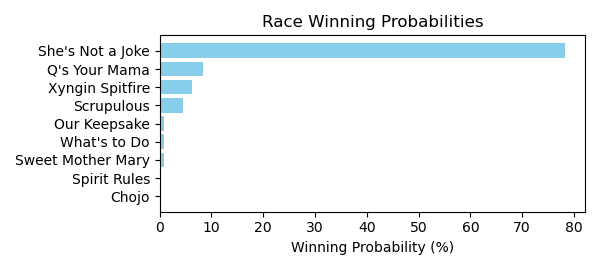 Race Winning Probabilities
She's Not a Joke
Q's Your Mama
Xyngin Spitfire
Scrupulous
Our Keepsake
What's to Do
Sweet Mother Mary
Spirit Rules
Chojo
0 10 20 30 40 50 60 70 80
Winning Probability (%)